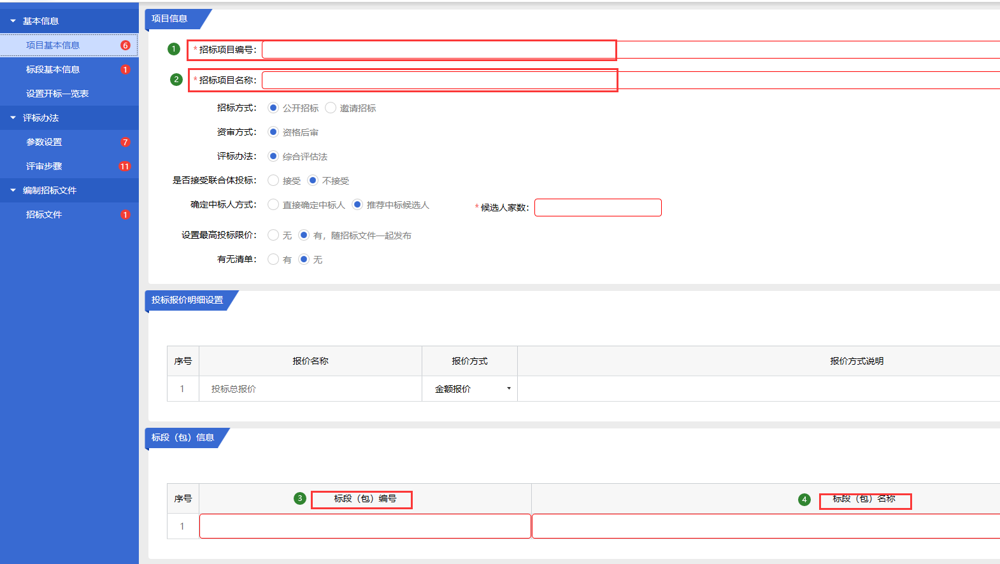 基本信息
项目基本信息 6
标段基本信息 1
设置开标一览表
评标办法
参数设置 7
评审步骤 11
编制招标文件
招标文件 1
项目信息
1 *招标项目编号：
2 *招标项目名称：
招标方式： 公开招标 邀请招标
资审方式： 资格后审
评标办法： 综合评估法
是否接受联合体投标： 接受 不接受
确定中标人方式： 直接确定中标人 推荐中标候选人 *候选人家数：
设置最高投标限价： 无 有，随招标文件一起发布
有无清单： 有 无
投标报价明细设置
序号 报价名称 报价方式 报价方式说明
1 投标总报价 金额报价
标段（包）信息
序号 3 标段（包）编号 4 标段（包）名称
1